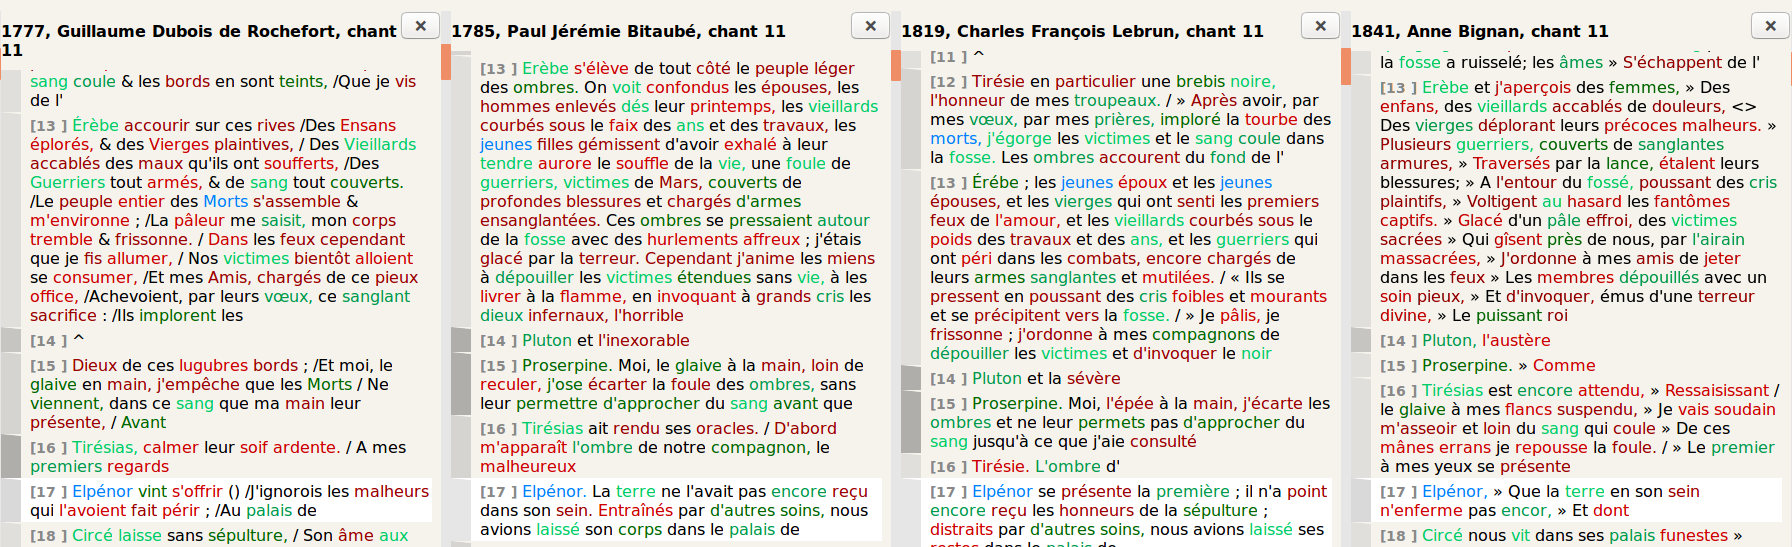 1777, Guillaume Dubois de Rochefort, chant
11
sang coule & les bords en sont teints, /Que je vis
de l'
[13 ] Érèbe accourir sur ces rives /Des Ensans
éplorés, & des Vierges plaintives, / Des Vieillards
accablés des maux qu'ils ont soufferts, /Des
Guerriers tout armés, & de sang tout couverts.
/Le peuple entier des Morts s'assemble &
m'environne ; /La pâleur me saisit, mon corps
tremble & frissonne. / Dans les feux cependant
que je fis allumer, / Nos victimes bientôt alloient
se consumer, /Et mes Amis, chargés de ce pieux
office, /Achevoient, par leurs vœux, ce sanglant
sacrifice : /Ils implorent les
[14 ] ^
[15 ] Dieux de ces lugubres bords ; /Et moi, le
glaive en main, j'empêche que les Morts / Ne
viennent, dans ce sang que ma main leur
présente, / Avant
[16 ] Tirésias, calmer leur soif ardente. / A mes
premiers regards
[17 ] Elpénor vint s'offrir () /J'ignorois les malheurs
qui l'avoient fait périr ; /Au palais de
[18 ] Circé laisse sans sépulture, / Son âme aux
1785, Paul Jérémie Bitaubé, chant 11
[13 ] Erèbe s'élève de tout côté le peuple léger
des ombres. On voit confondus les épouses, les
hommes enlevés dés leur printemps, les vieillards
courbés sous le faix des ans et des travaux, les
jeunes filles gémissent d'avoir exhalé à leur
tendre aurore le souffle de la vie, une foule de
guerriers, victimes de Mars, couverts de
profondes blessures et chargés d'armes
ensanglantées. Ces ombres se pressaient autour
de la fosse avec des hurlements affreux ; j'étais
glacé par la terreur. Cependant j'anime les miens
à dépouiller les victimes étendues sans vie, à les
livrer à la flamme, en invoquant à grands cris les
dieux infernaux, l'horrible
[14 ] Pluton et l'inexorable
[15 ] Proserpine. Moi, le glaive à la main, loin de
reculer, j'ose écarter la foule des ombres, sans
leur permettre d'approcher du sang avant que
[16 ] Tirésias ait rendu ses oracles. / D'abord
m'apparaît l'ombre de notre compagnon, le
malheureux
[17 ] Elpénor. La terre ne l'avait pas encore reçu
dans son sein. Entraînés par d'autres soins, nous
avions laissé son corps dans le palais de
1819, Charles François Lebrun, chant 11
[11 ] ^
[12 ] Tirésie en particulier une brebis noire,
l'honneur de mes troupeaux. / » Après avoir, par
mes vœux, par mes prières, imploré la tourbe des
morts, j'égorge les victimes et le sang coule dans
la fosse. Les ombres accourent du fond de l'
[13 ] Érébe ; les jeunes époux et les jeunes
épouses, et les vierges qui ont senti les premiers
feux de l'amour, et les vieillards courbés sous le
poids des travaux et des ans, et les guerriers qui
ont péri dans les combats, encore chargés de
leurs armes sanglantes et mutilées. / « Ils se
pressent en poussant des cris foibles et mourants
et se précipitent vers la fosse. / » Je pâlis, je
frissonne ; j'ordonne à mes compagnons de
dépouiller les victimes et d'invoquer le noir
[14 ] Pluton et la sévère
[15 ] Proserpine. Moi, l'épée à la main, j'écarte les
ombres et ne leur permets pas d'approcher du
sang jusqu'à ce que j'aie consulté
[16 ] Tirésie. L'ombre d'
[17 ] Elpénor se présente la première ; il n'a point
encore reçu les honneurs de la sépulture ;
distraits par d'autres soins, nous avions laissé ses
restes dans le palais de
1841, Anne Bignan, chant 11
la fosse a ruisselé; les âmes » S'échappent de l'
[13 ] Erèbe et j'aperçois des femmes, » Des
enfans, des vieillards accablés de douleurs, <>
Des vierges déplorant leurs précoces malheurs. »
Plusieurs guerriers, couverts de sanglantes
armures, » Traversés par la lance, étalent leurs
blessures; » A l'entour du fossé, poussant des cris
plaintifs, » Voltigent au hasard les fantômes
captifs. » Glacé d'un pâle effroi, des victimes
sacrées » Qui gîsent près de nous, par l'airain
massacrées, » J'ordonne à mes amis de jeter
dans les feux » Les membres dépouillés avec un
soin pieux, » Et d'invoquer, ému d'une terreur
divine, » Le puissant roi
[14 ] Pluton, l'austère
[15 ] Proserpine. » Comme
[16 ] Tirésias est encore attendu, » Ressaisissant /
le glaive à mes flancs suspendu, » Je vais soudain
m'asseoir et loin du sang qui coule » De ces
mânes errans je repousse la foule. / » Le premier
à mes yeux se présente
[17 ] Elpénor, » Que la terre en son sein
n'enferme pas encor, » Et dont
[18 ] Circé nous vit dans ses palais funestes »